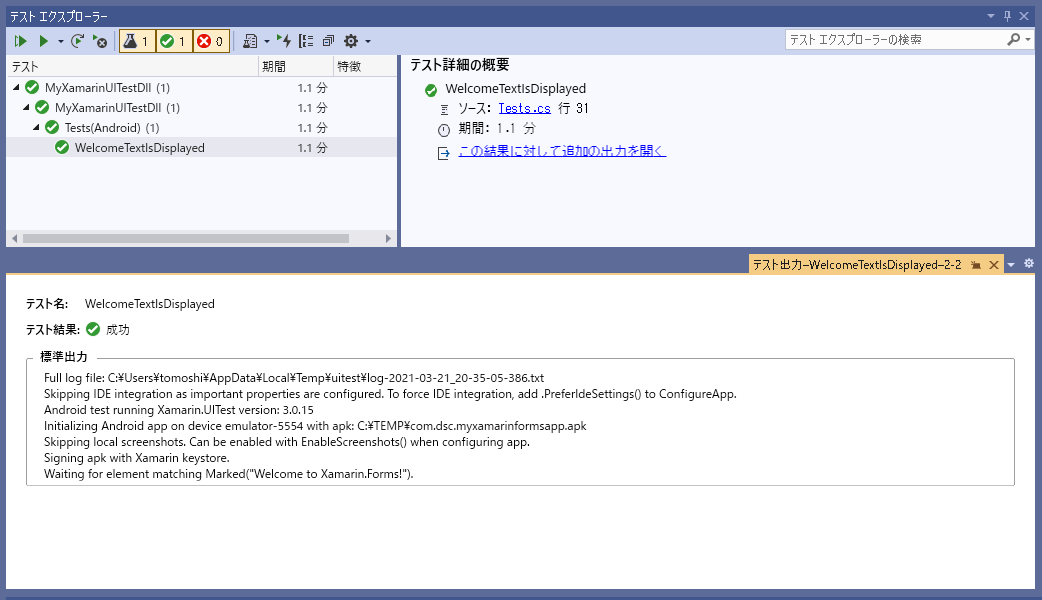 テスト エクスプローラー
1 1 0
テスト エクスプローラーの検索
テスト 期間 特徴
MyXamarinUITestDll (1) 1.1 分
MyXamarinUITestDll (1) 1.1 分
Tests(Android) (1) 1.1 分
WelcomeTextIsDisplayed 1.1 分
テスト詳細の概要
WelcomeTextIsDisplayed
ソース: Tests.cs 行 31
期間: 1.1 分
この結果に対して追加の出力を開く
テスト出力–WelcomeTextIsDisplayed–2-2
テスト名: WelcomeTextIsDisplayed
テスト結果: 成功
標準出力
Full log file: C:¥Users¥tomoshi¥AppData¥Local¥Temp¥uitest¥log-2021-03-21_20-35-05-386.txt
Skipping IDE integration as important properties are configured. To force IDE integration, add .PreferIdeSettings() to ConfigureApp.
Android test running Xamarin.UITest version: 3.0.15
Initializing Android app on device emulator-5554 with apk: C:¥TEMP¥com.dsc.myxamarinformsapp.apk
Skipping local screenshots. Can be enabled with EnableScreenshots() when configuring app.
Signing apk with Xamarin keystore.
Waiting for element matching Marked("Welcome to Xamarin.Forms!").